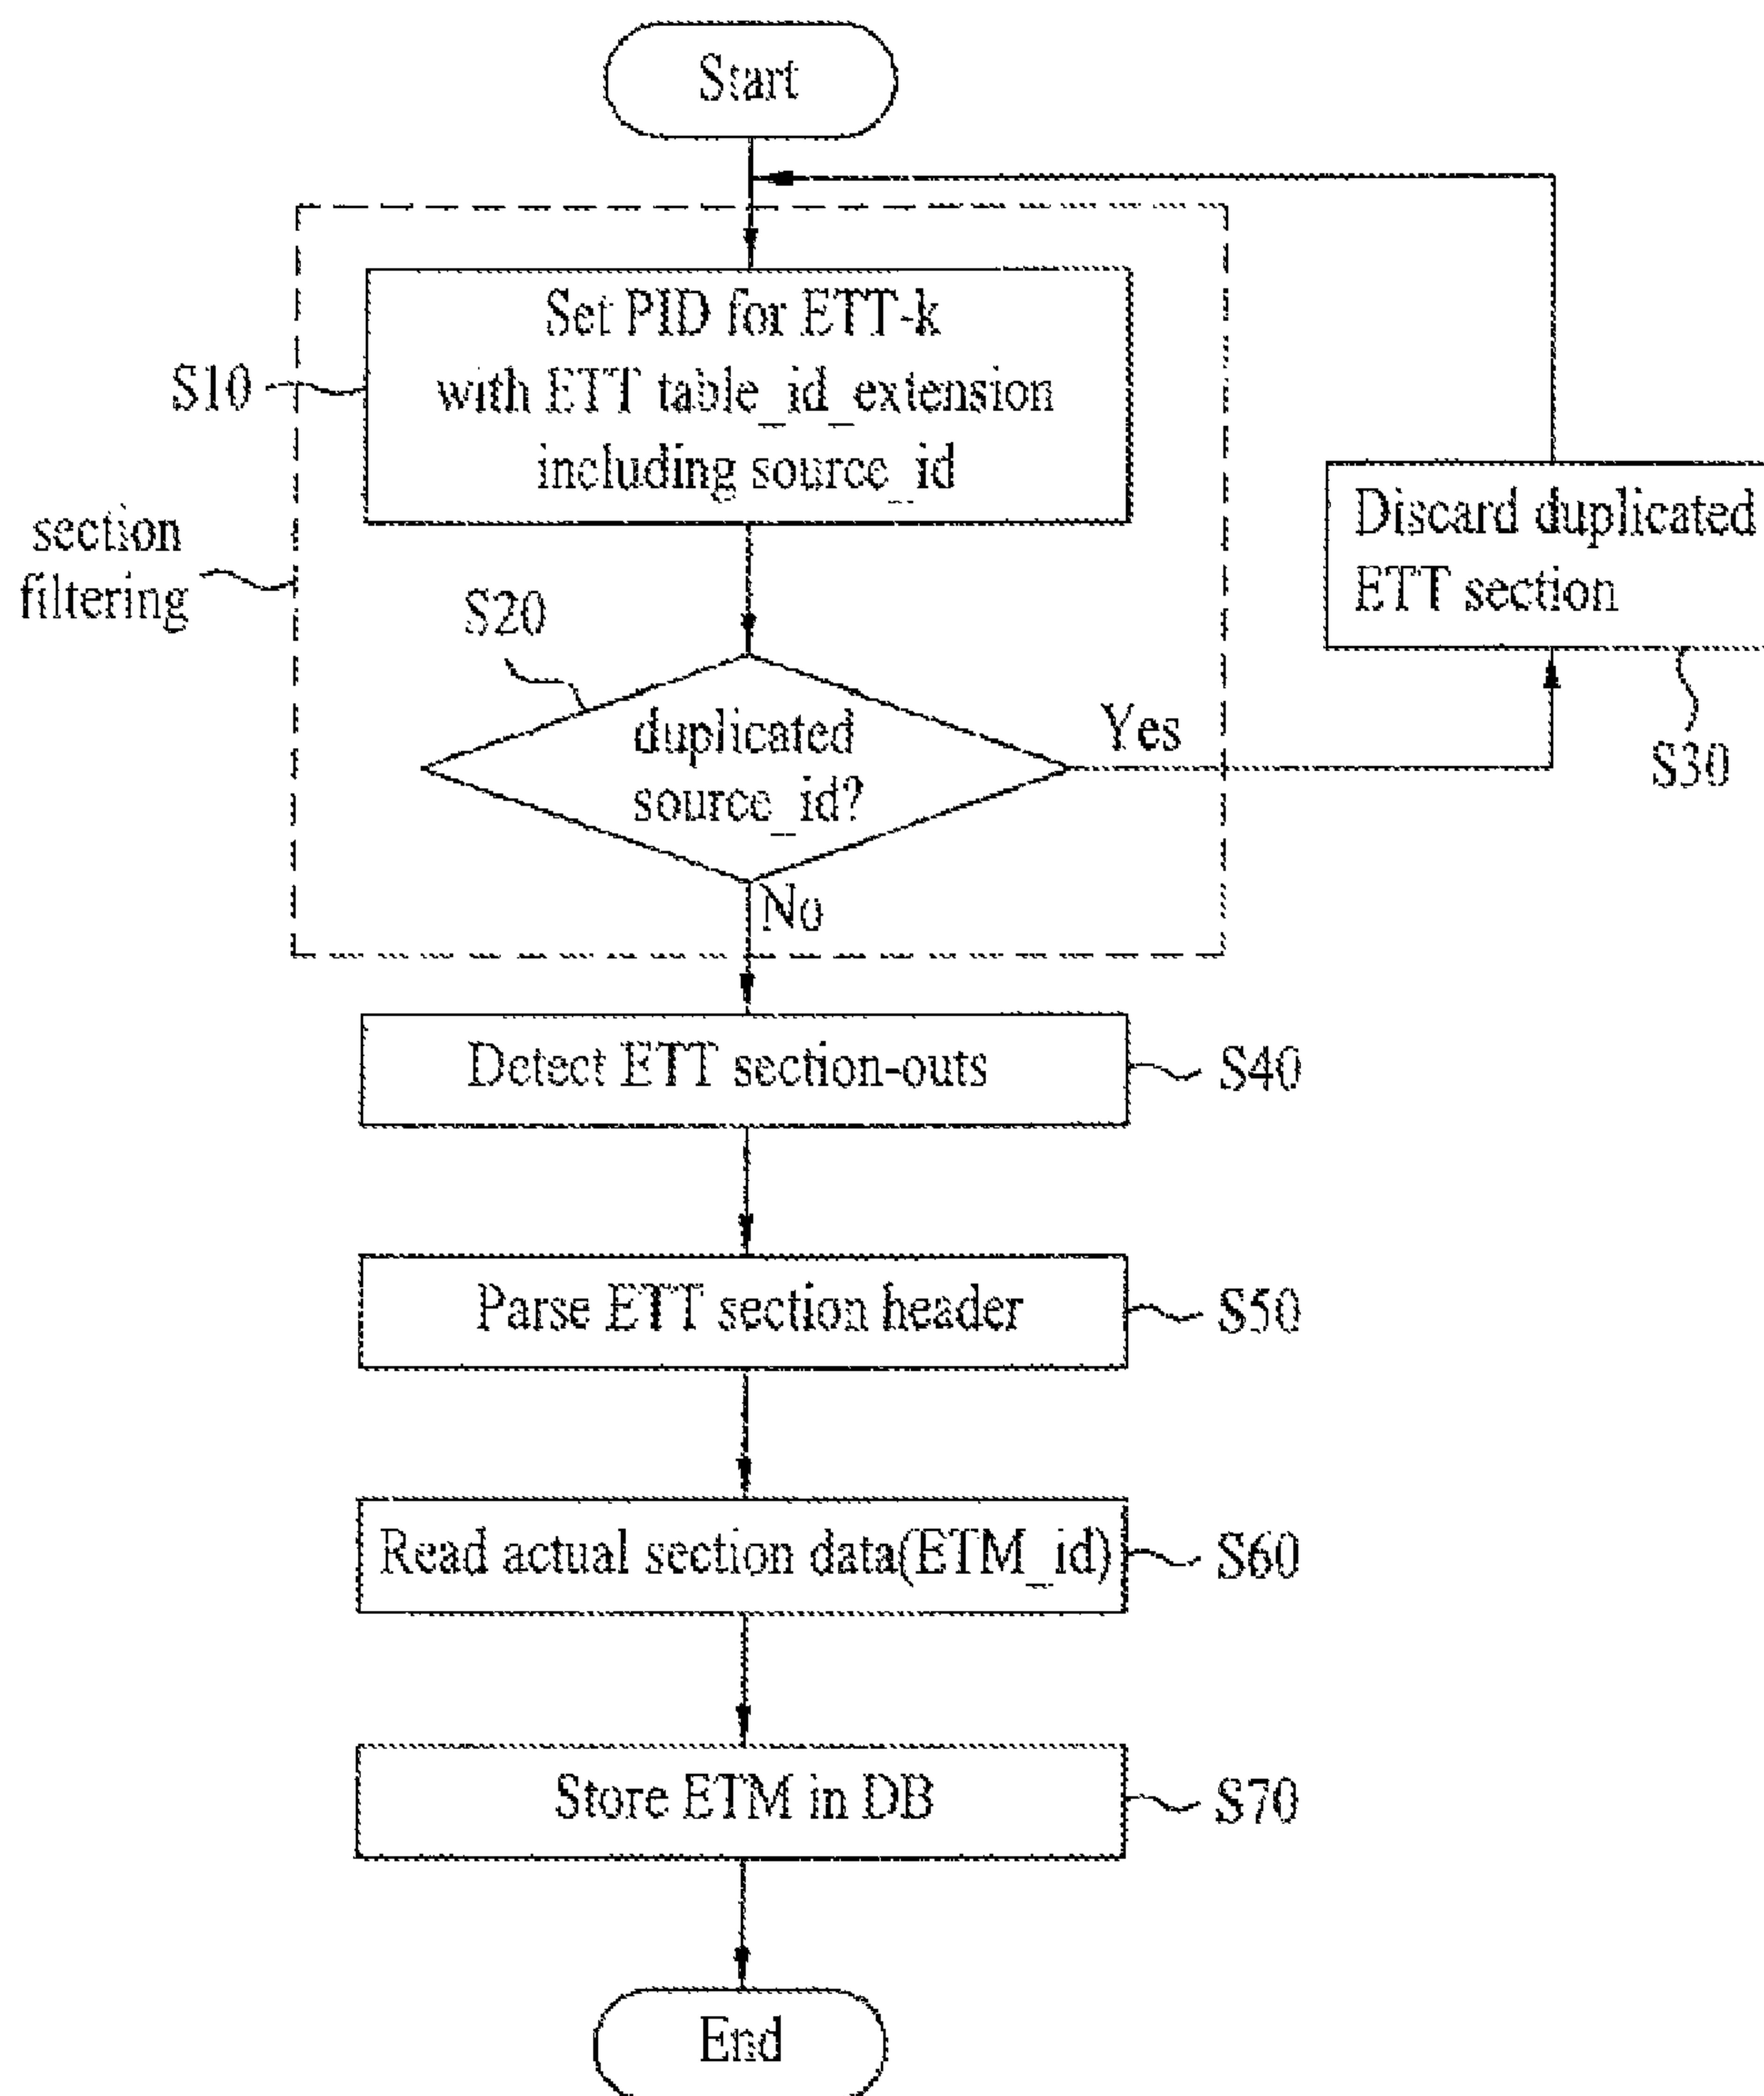 Start
Set PID for ETT-k
with ETT table_id_extension
including source_id
S10
section
filtering
Discard duplicated
ETT section
S30
S20
duplicated
source_id?
Yes
No
Detect ETT section-outs
S40
Parse ETT section header
S50
Read actual section data(ETM_id)
S60
Store ETM in DB
S70
End